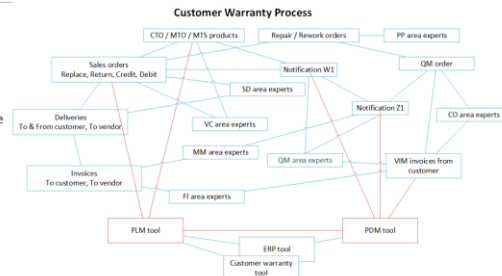 Customer Warranty Process
CTO / MTO / MTS products
Repair / Rework orders
PP area experts
Sales orders
Replace, Return, Credit, Debit
Notification W1
QM order
SD area experts
Notification Z1
Deliveries
To & From customer, To vendor
VC area experts
CO area experts
MM area experts
QM area experts
VIM invoices from
customer
Invoices
To customer, To vendor
FI area experts
PLM tool
PDM tool
ERP tool
Customer warranty
tool